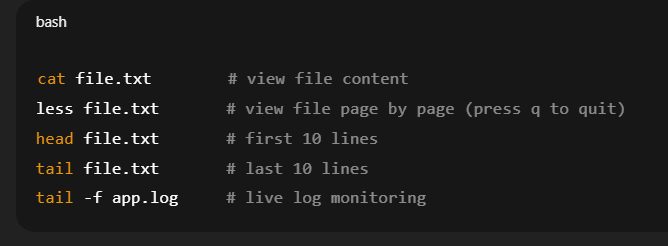 bash
cat file.txt        # view file content
less file.txt       # view file page by page (press q to quit)
head file.txt       # first 10 lines
tail file.txt       # last 10 lines
tail -f app.log     # live log monitoring